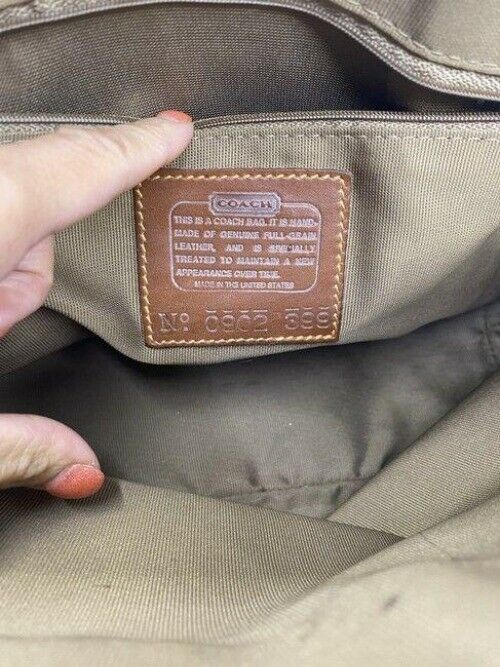 COACH
THIS IS A COACH BAG. IT IS HAND-
MADE OF GENUINE FULL-GRAIN
LEATHER, AND IS SPECIALLY
TREATED TO MAINTAIN A NEW
APPEARANCE OVER TIME.
MADE IN THE UNITED STATES
Nº 0902 399